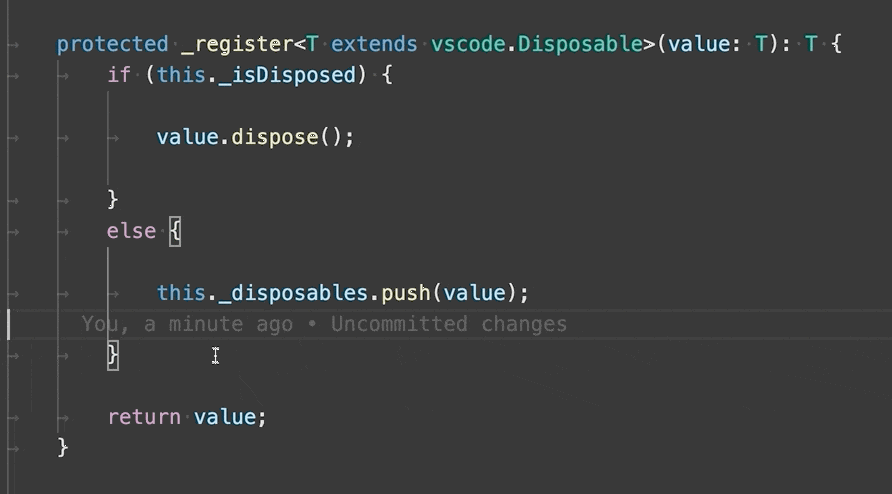 protected _register<T extends vscode.Disposable>(value: T): T {
if (this._isDisposed) {
value.dispose();
}
else {
this._disposables.push(value);
You, a minute ago • Uncommitted changes
}
return value;
}